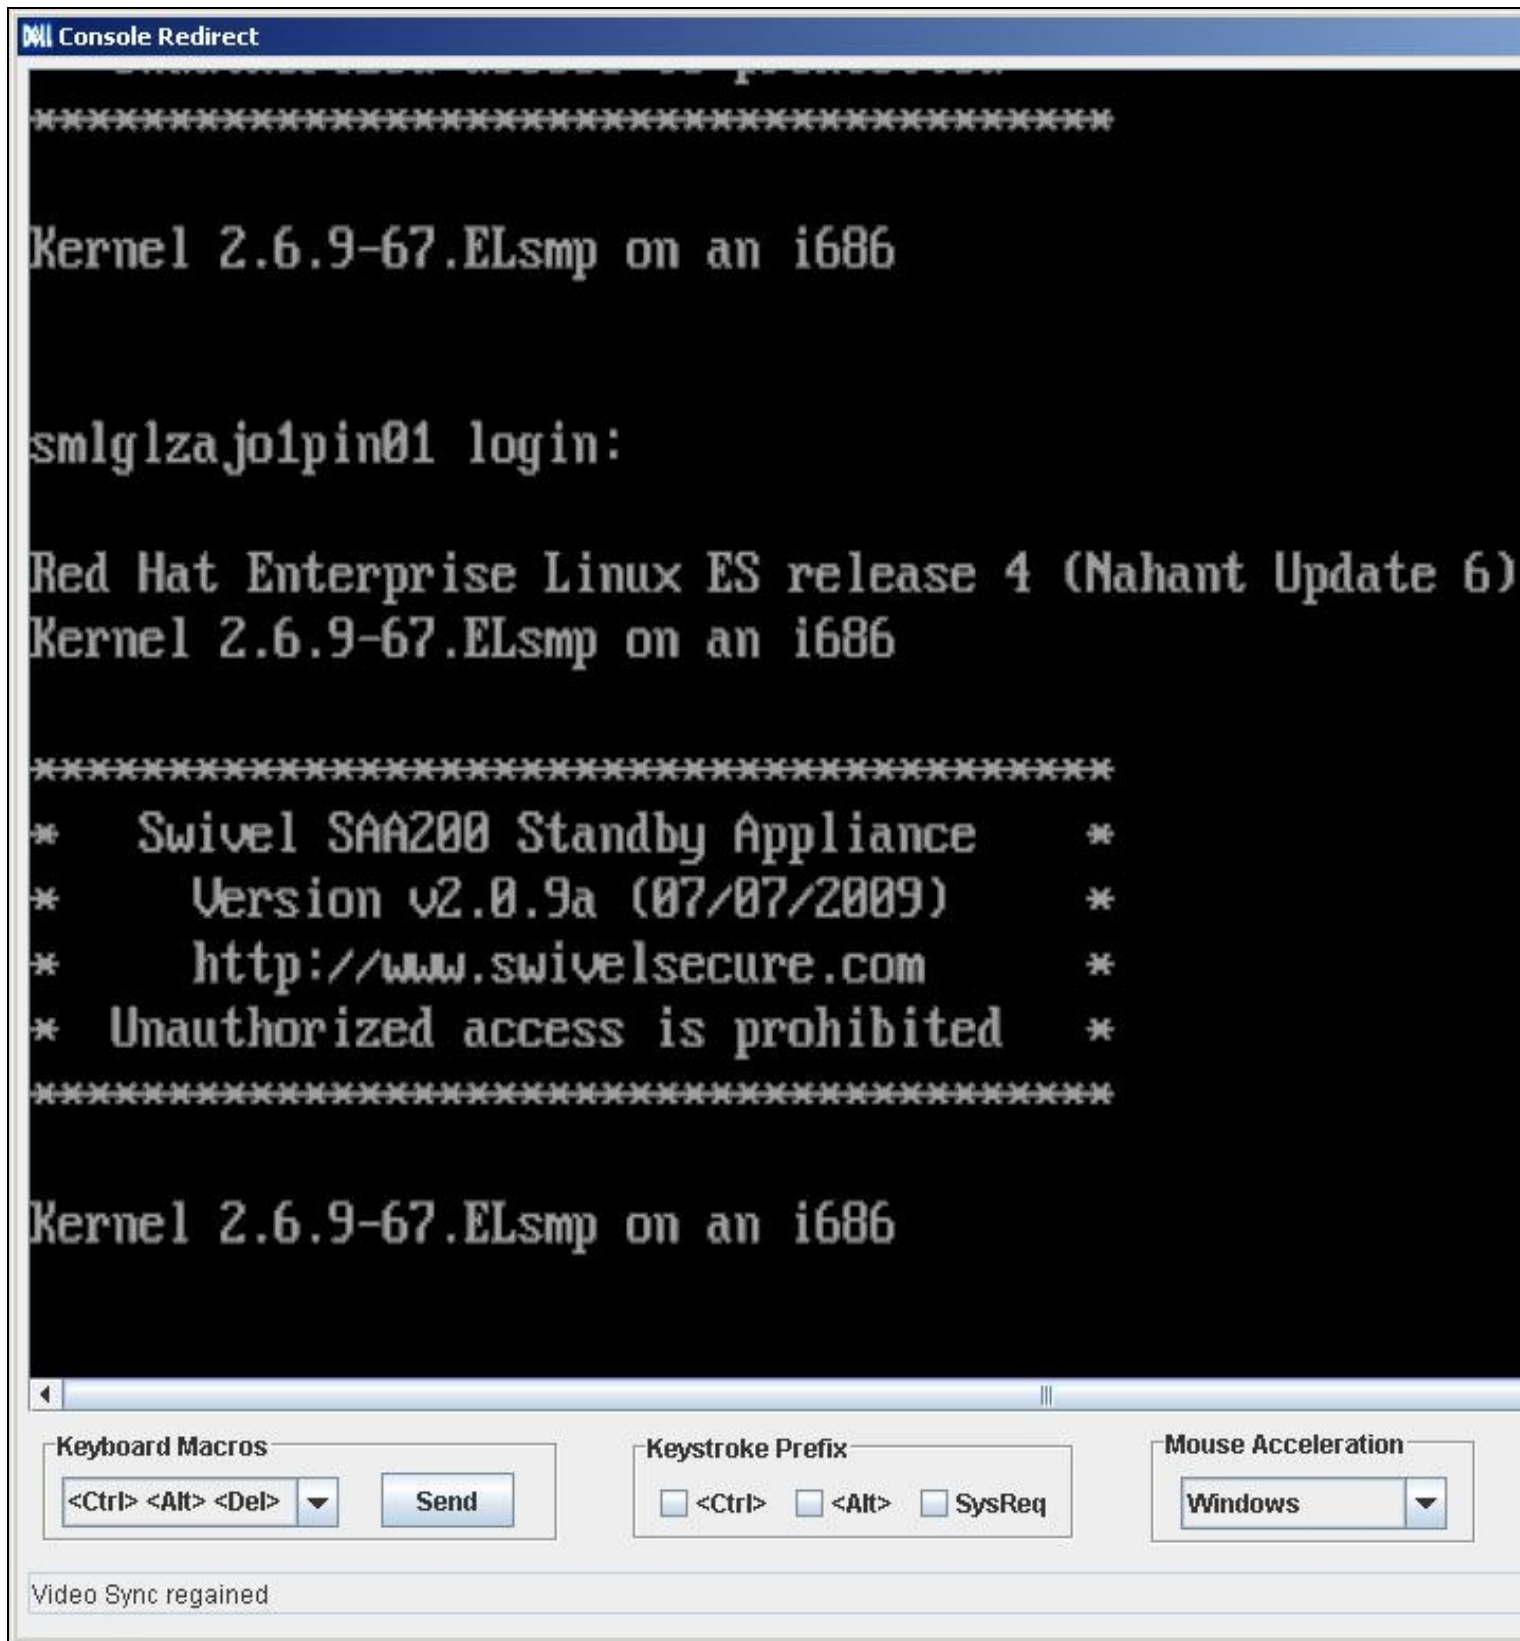 DELL Console Redirect
****************************************
Kernel 2.6.9-67.ELsmp on an i686
smlglzajo1pin01 login:
Red Hat Enterprise Linux ES release 4 (Nahant Update 6)
Kernel 2.6.9-67.ELsmp on an i686
****************************************
*   Swivel SAA200 Standby Appliance    *
*     Version v2.0.9a (07/07/2009)     *
*     http://www.swivelsecure.com      *
*  Unauthorized access is prohibited   *
****************************************
Kernel 2.6.9-67.ELsmp on an i686
Keyboard Macros
Keystroke Prefix
Mouse Acceleration
<Ctrl> <Alt> <Del>
Send
<Ctrl>
<Alt>
SysReq
Windows
Video Sync regained